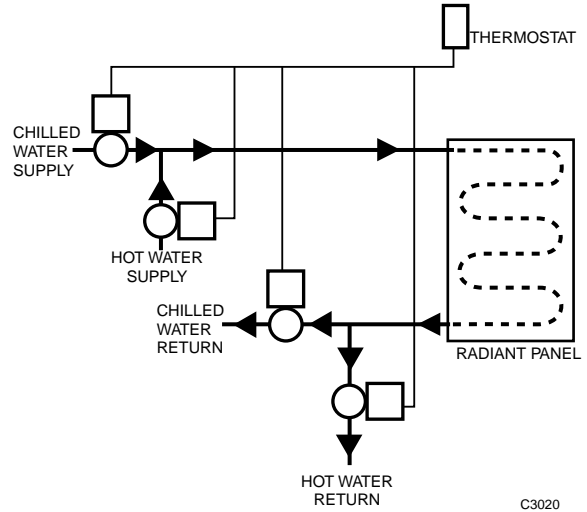 THERMOSTAT
CHILLED
WATER
SUPPLY
HOT WATER
SUPPLY
CHILLED
WATER
RETURN
RADIANT PANEL
HOT WATER
RETURN
C3020